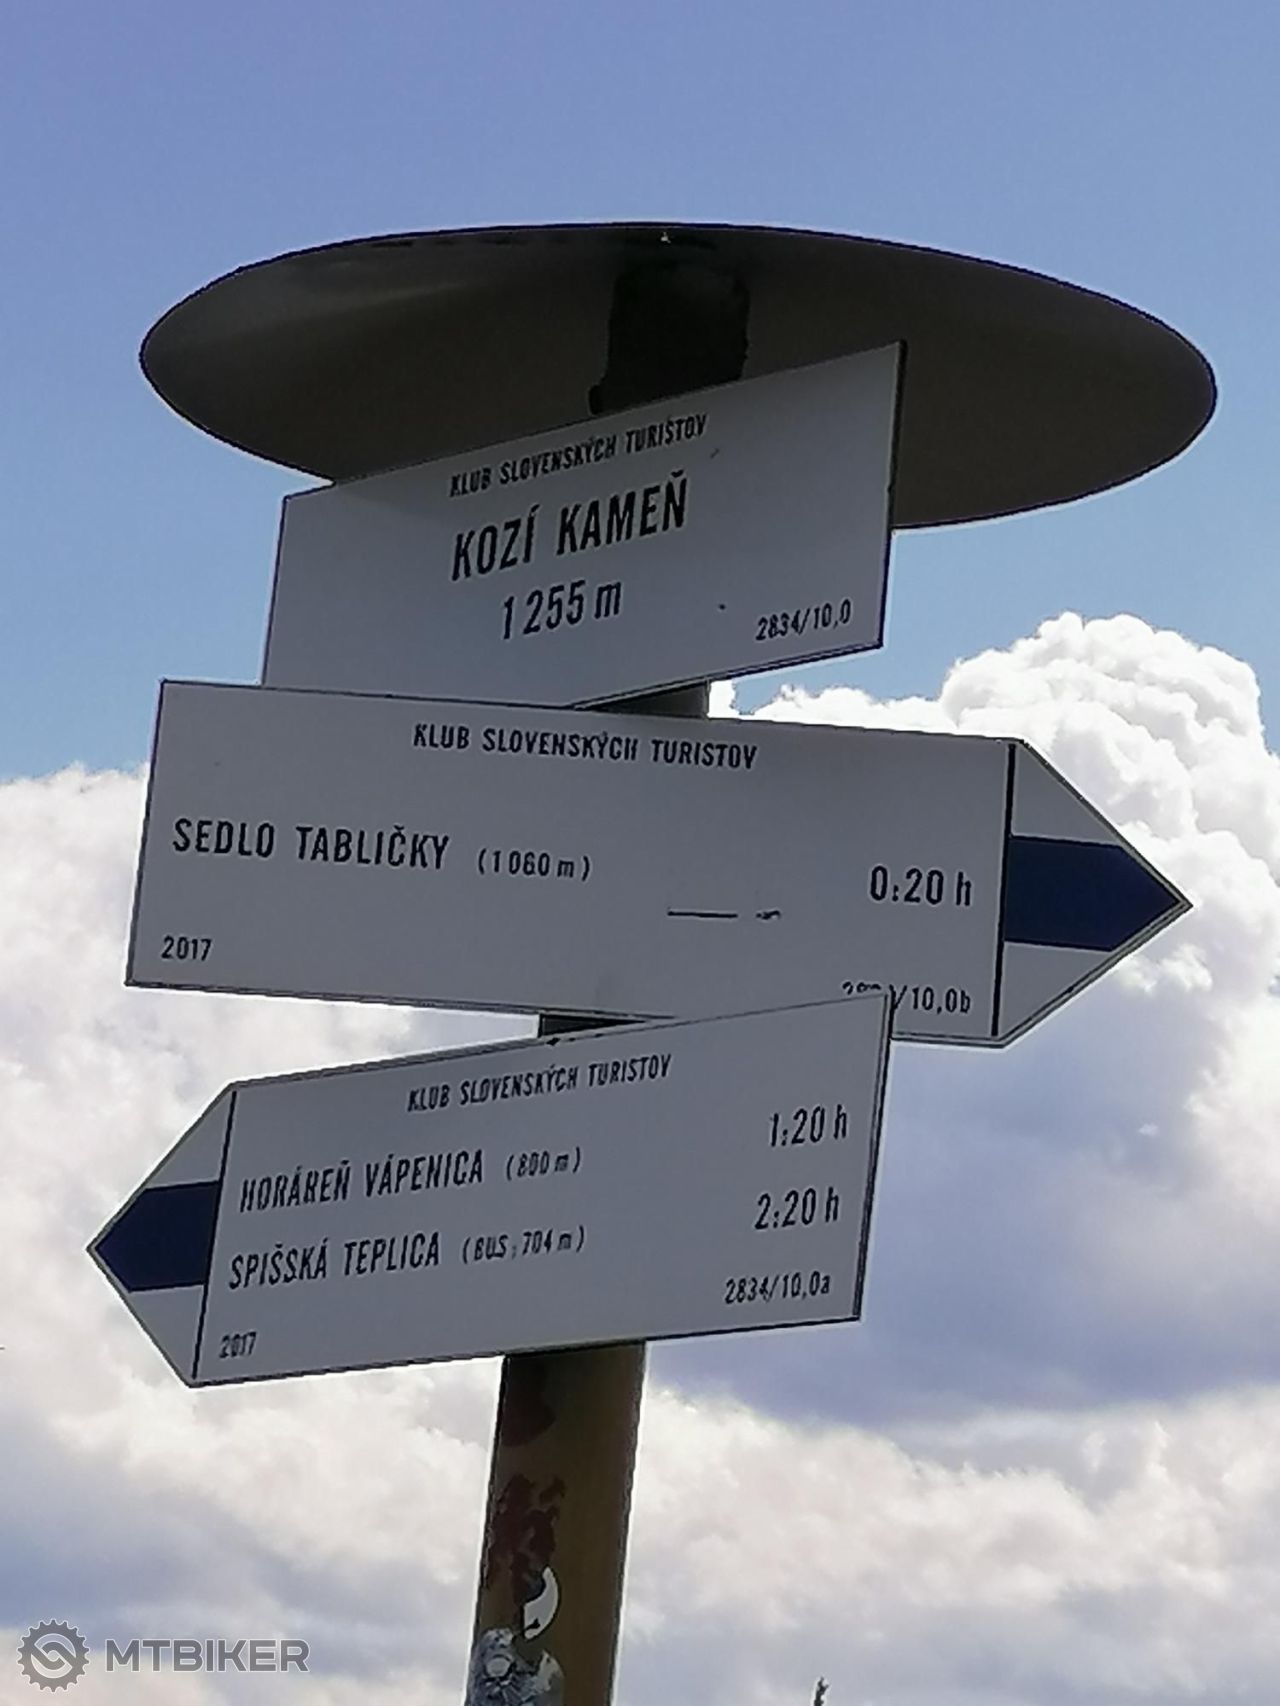 KLUB SLOVENSKÝCH TURISTOV
KOZÍ KAMEŇ
1255 m
2834/10,0
KLUB SLOVENSKÝCH TURISTOV
SEDLO TABLIČKY (1060 m)
0:20 h
2017
/10,0b
KLUB SLOVENSKÝCH TURISTOV
HORÁREŇ VÁPENICA (800 m) 1:20 h
SPIŠSKÁ TEPLICA (BUS, 704 m) 2:20 h
2834/10,0a
2017
MTBIKER